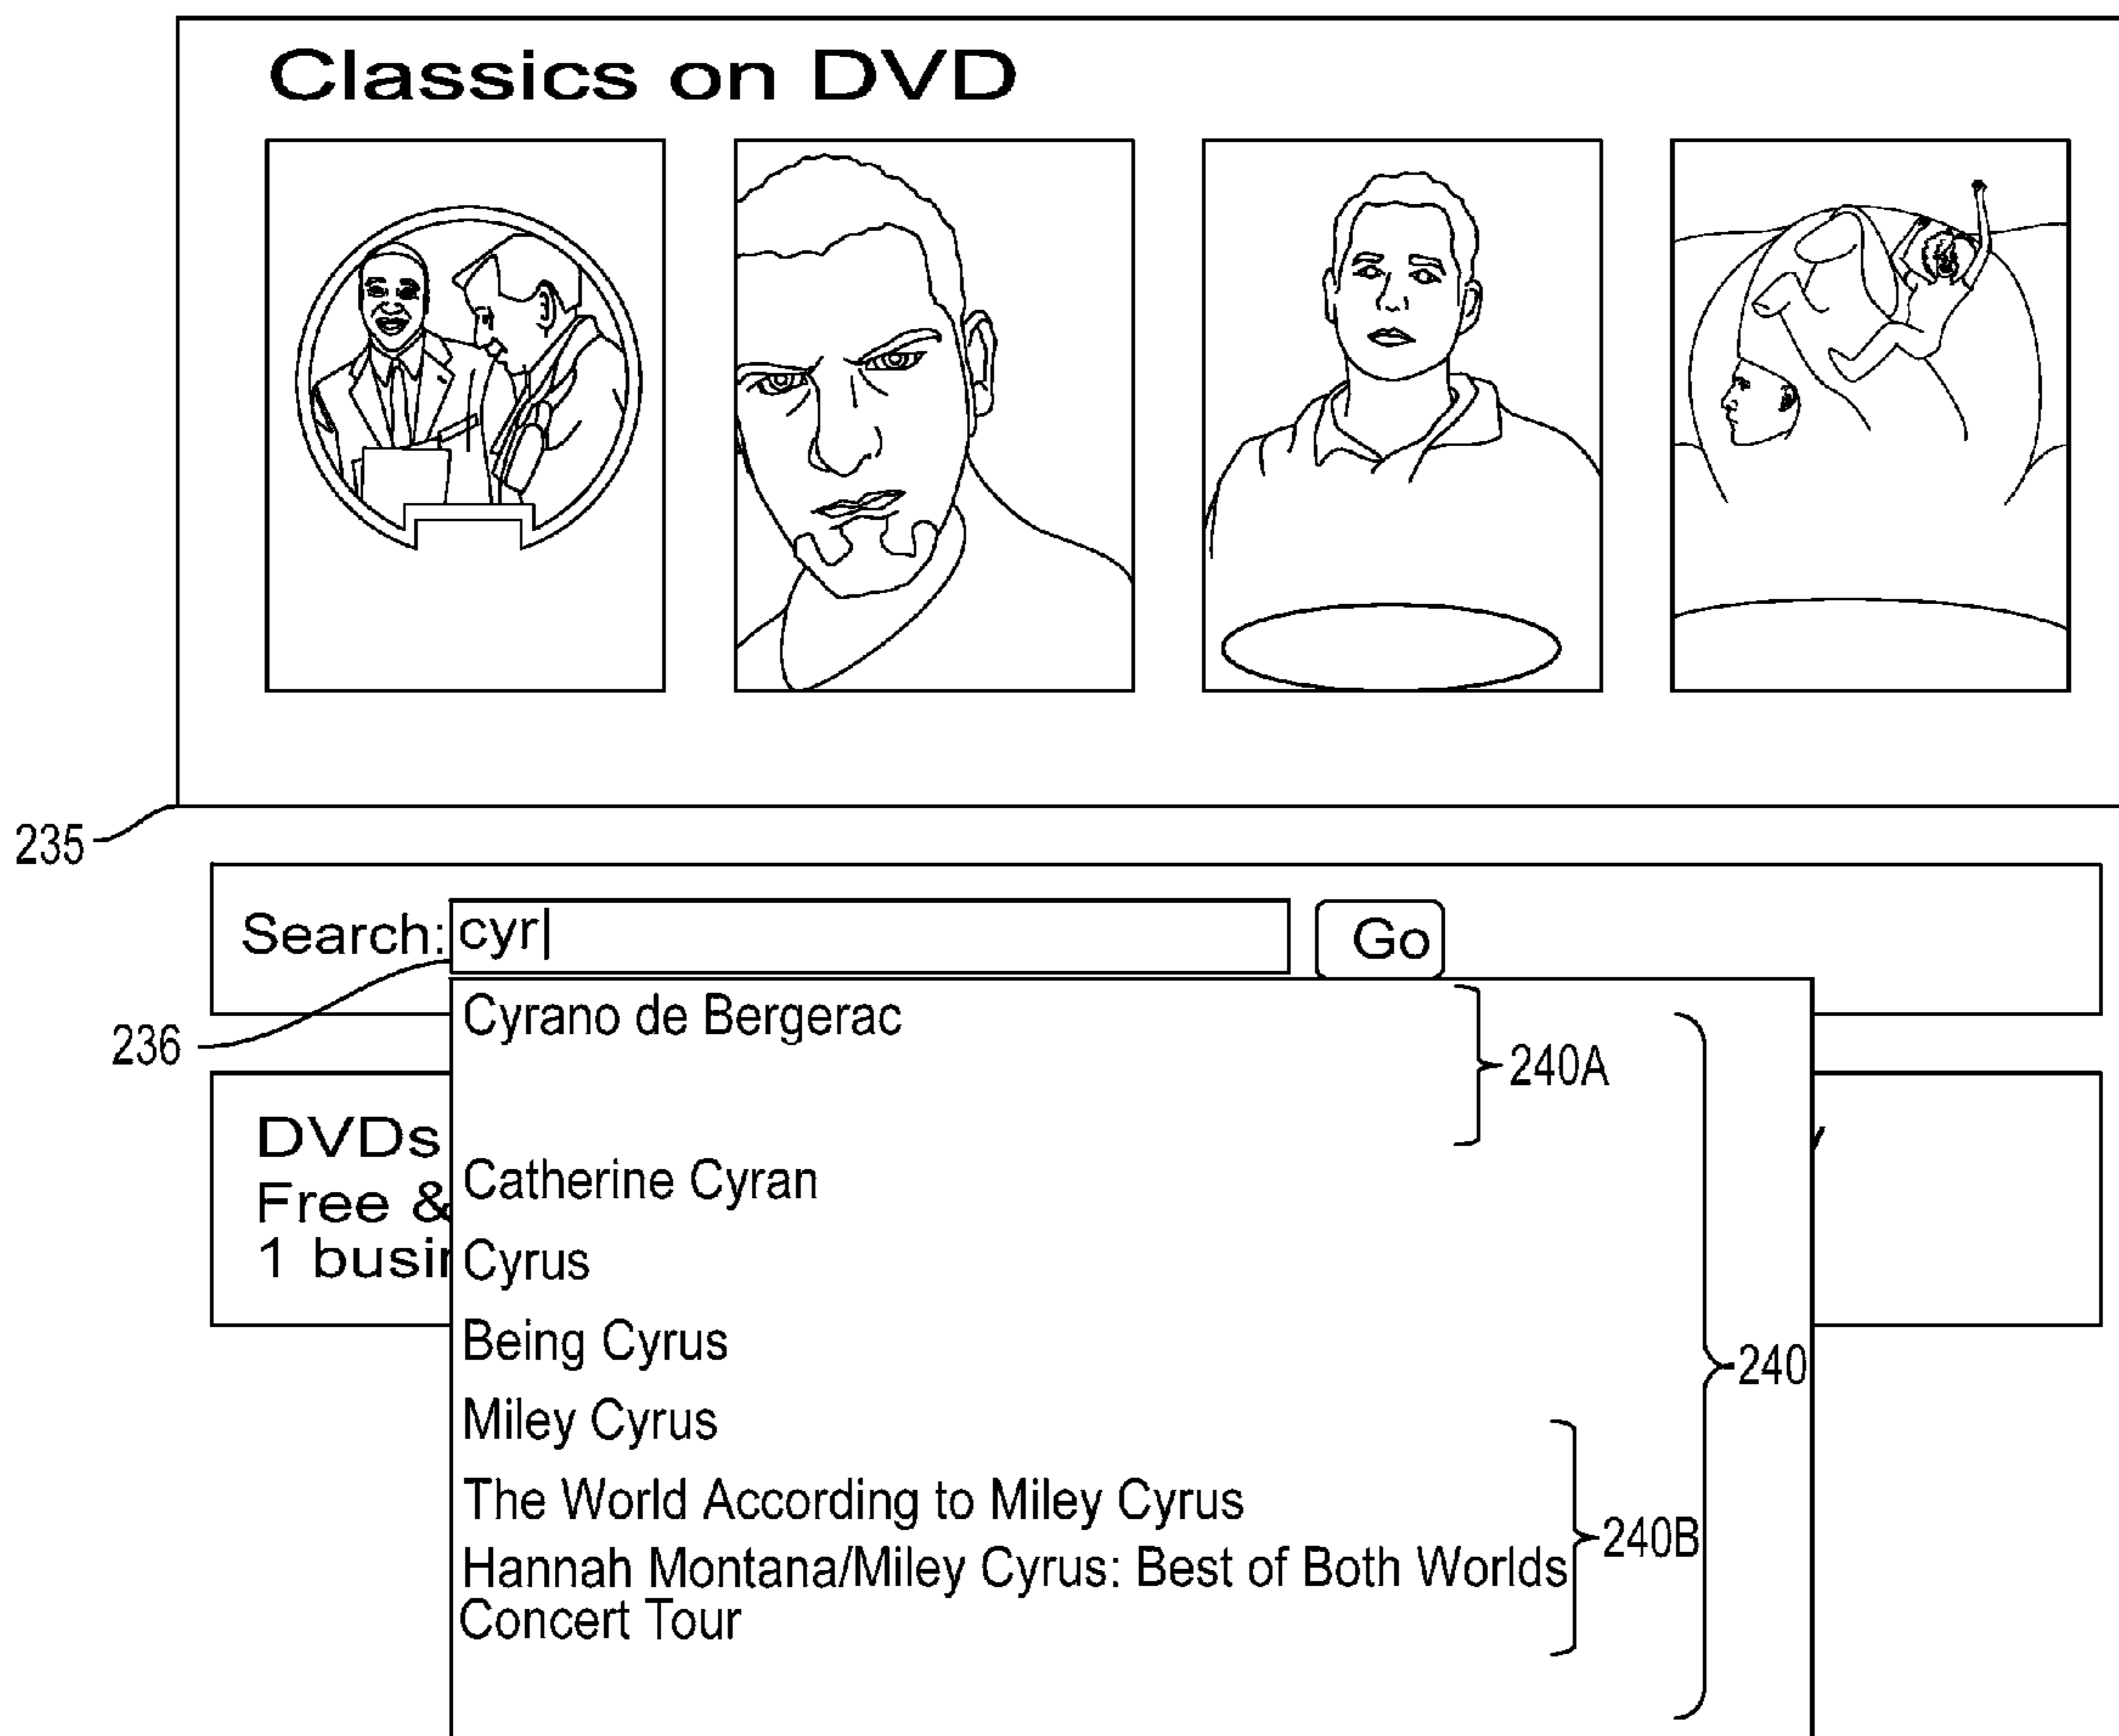 Classics on DVD
235
Search: cyr
Go
236
Cyrano de Bergerac
240A
DVDs
Catherine Cyran
Free &
1
Cyrus
Being Cyrus
240
Miley Cyrus
The World According to Miley Cyrus
240B
Hannah Montana/Miley Cyrus: Best of Both Worlds
Concert Tour